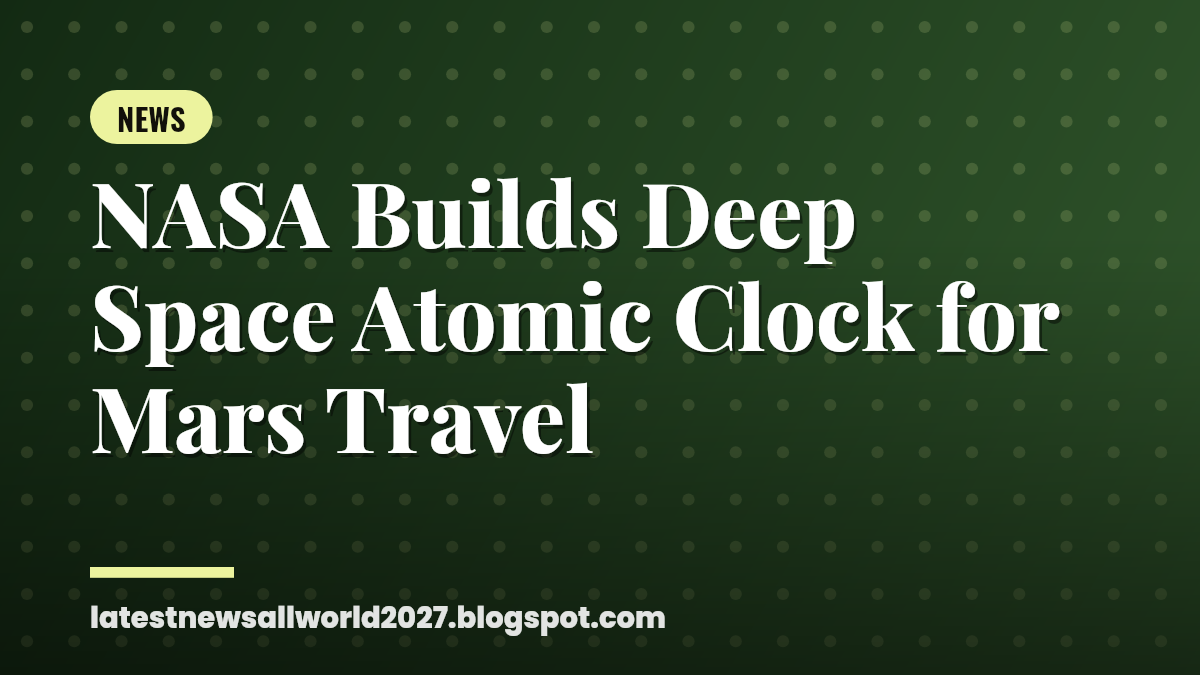 NEWS
NASA Builds Deep
Space Atomic Clock for
Mars Travel
latestnewsallworld2027.blogspot.com